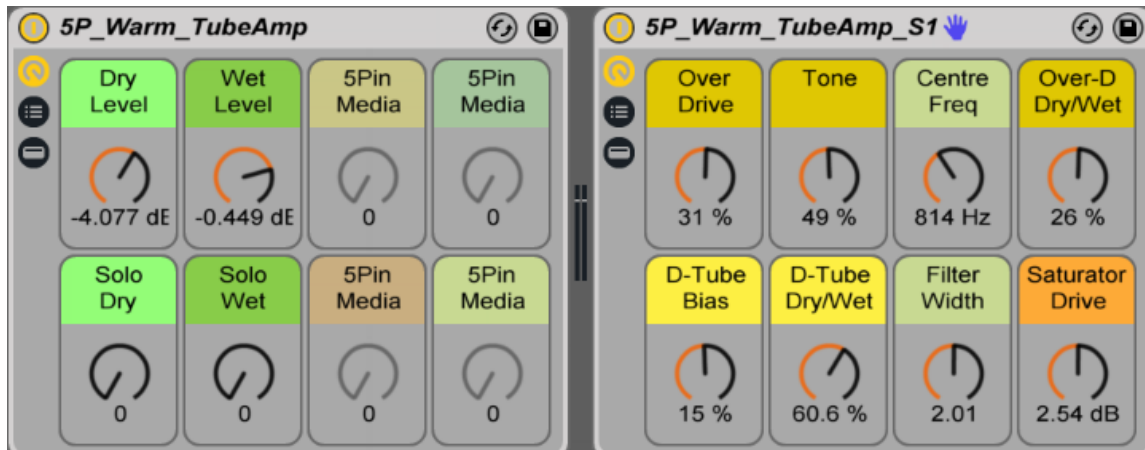 5P_Warm_TubeAmp
Dry Level
Wet Level
5Pin Media
5Pin Media
-4.077 dE
-0.449 dE
0
0
Solo Dry
Solo Wet
5Pin Media
5Pin Media
0
0
0
0
5P_Warm_TubeAmp_S1
Over Drive
Tone
Centre Freq
Over-D Dry/Wet
31 %
49 %
814 Hz
26 %
D-Tube Bias
D-Tube Dry/Wet
Filter Width
Saturator Drive
15 %
60.6 %
2.01
2.54 dB